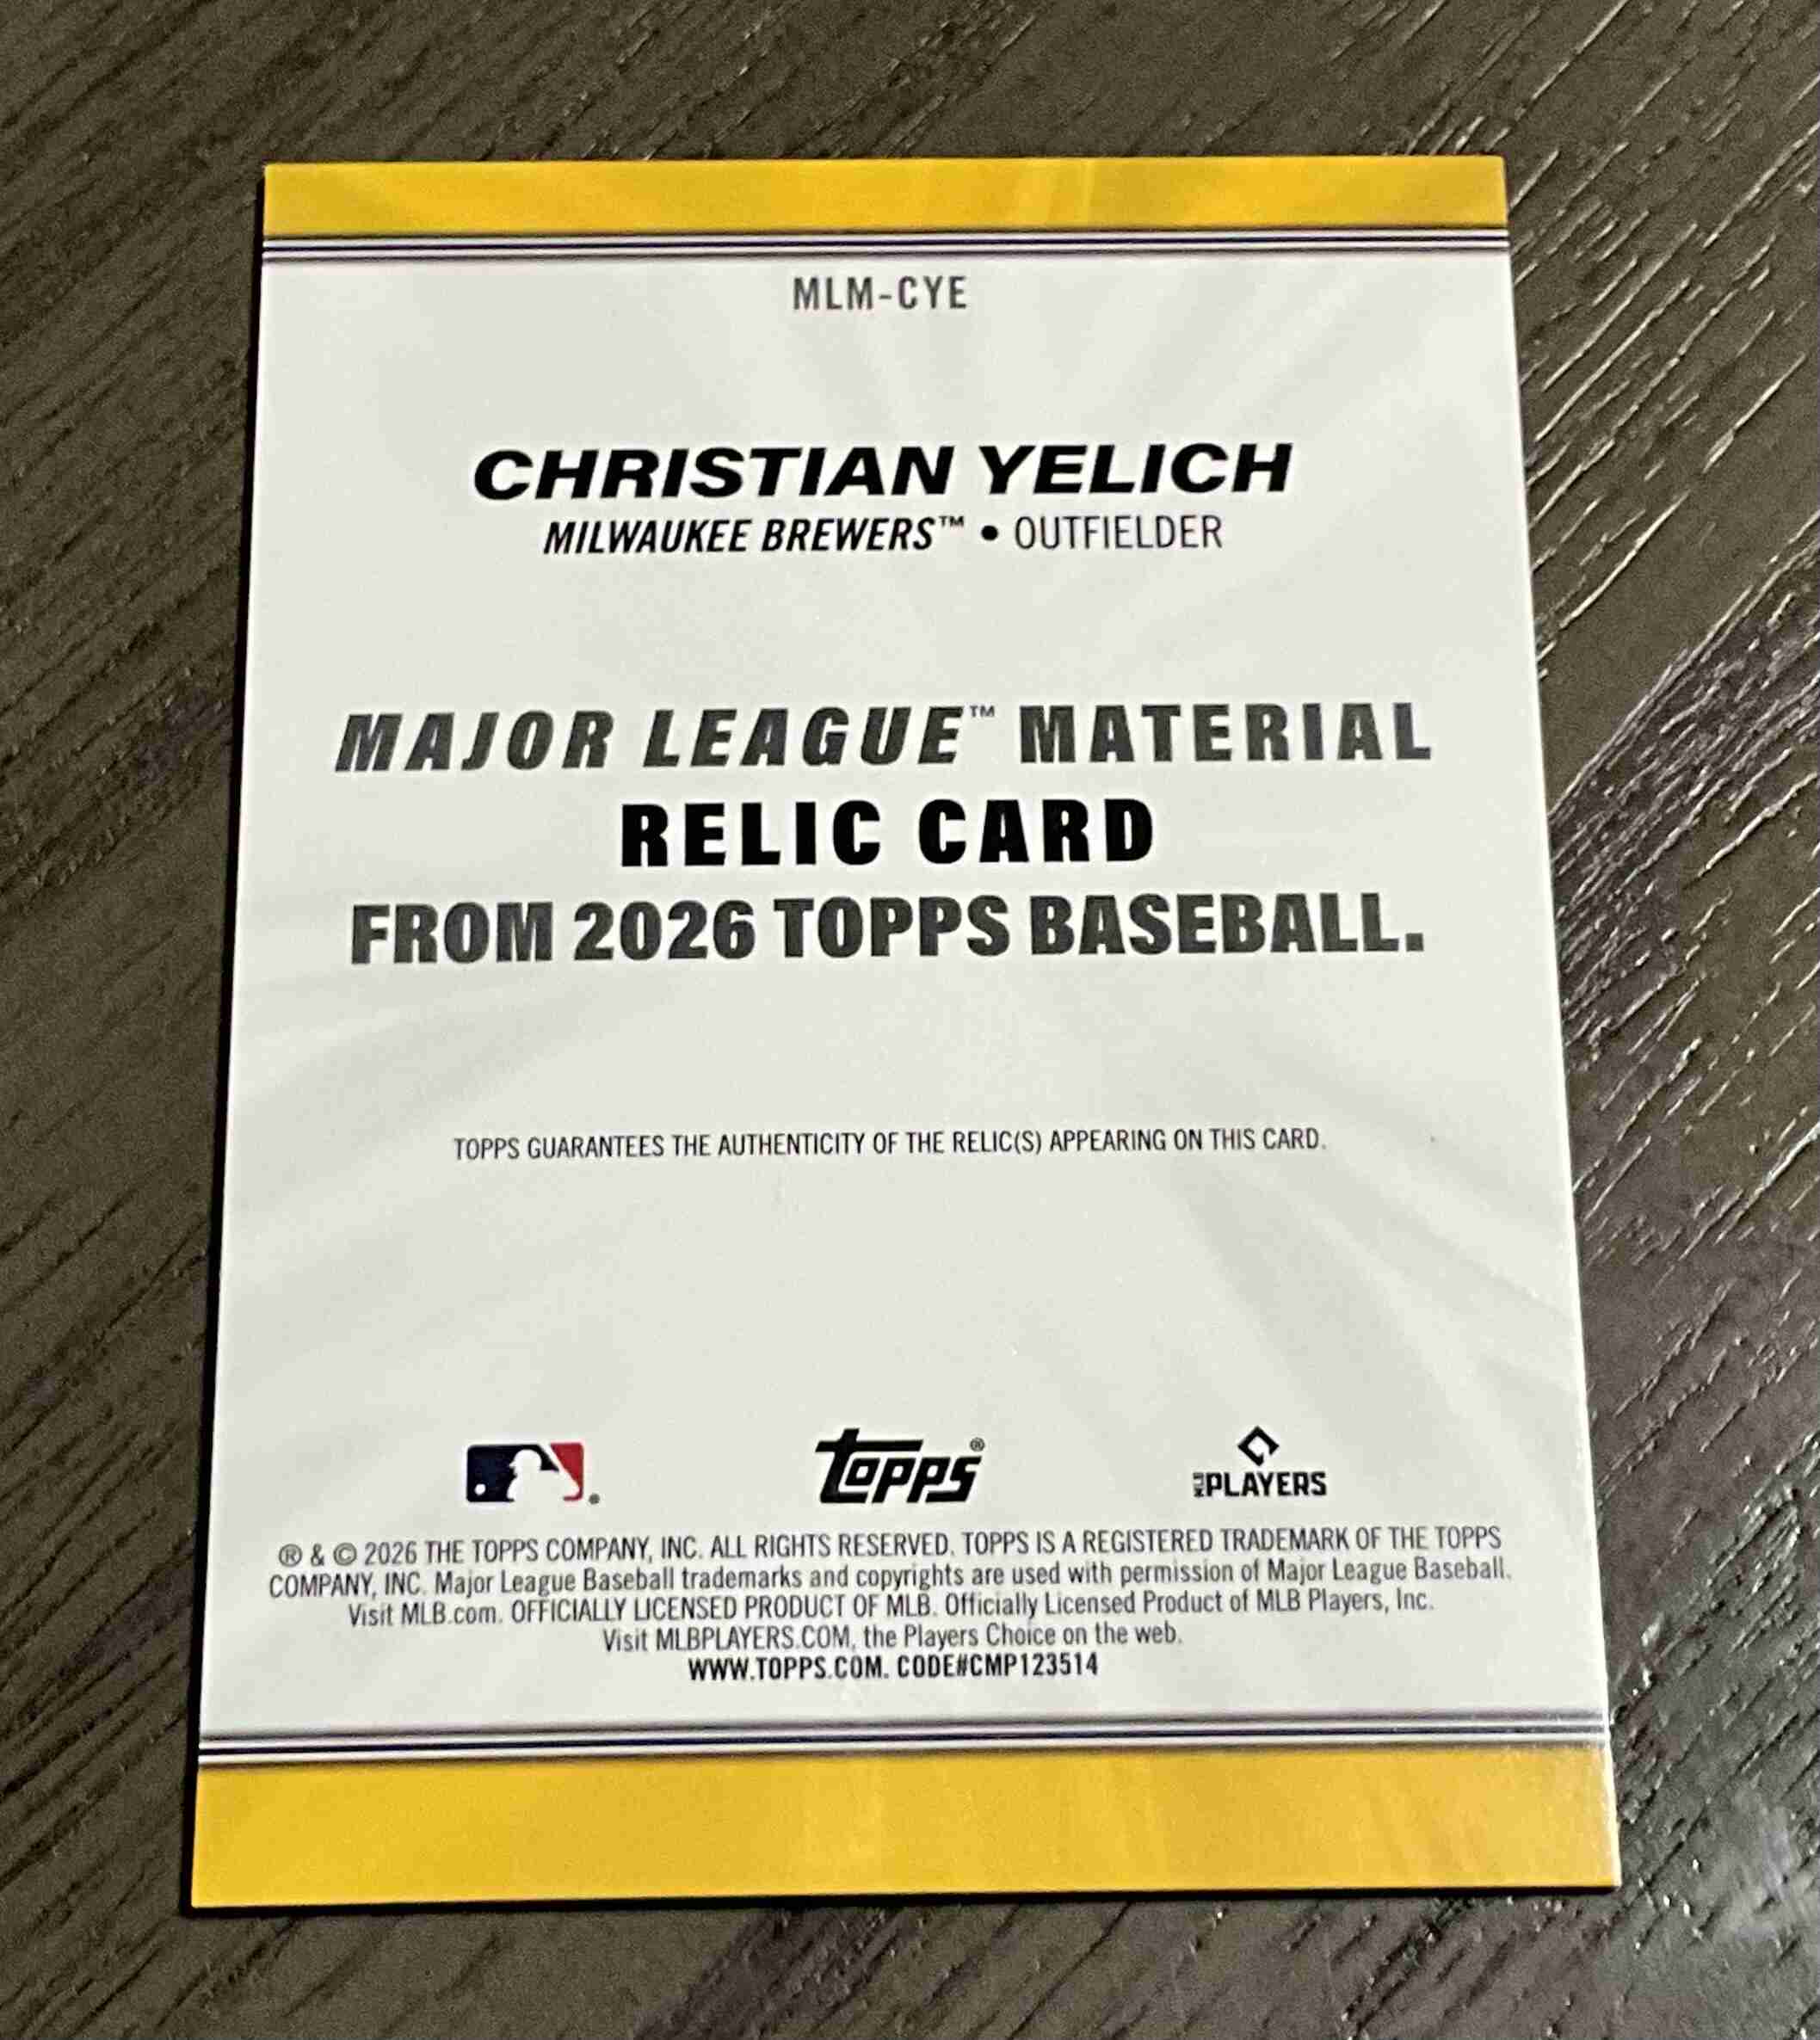 MLM-CYE
CHRISTIAN YELICH
MILWAUKEE BREWERS™ • OUTFIELDER
MAJOR LEAGUE™ MATERIAL
RELIC CARD
FROM 2026 TOPPS BASEBALL.
TOPPS GUARANTEES THE AUTHENTICITY OF THE RELIC(S) APPEARING ON THIS CARD.
topps® PLAYERS
® & © 2026 THE TOPPS COMPANY, INC. ALL RIGHTS RESERVED. TOPPS IS A REGISTERED TRADEMARK OF THE TOPPS
COMPANY, INC. Major League Baseball trademarks and copyrights are used with permission of Major League Baseball.
Visit MLB.com. OFFICIALLY LICENSED PRODUCT OF MLB. Officially Licensed Product of MLB Players, Inc.
Visit MLBPLAYERS.COM, the Players Choice on the web.
WWW.TOPPS.COM. CODE#CMP123514